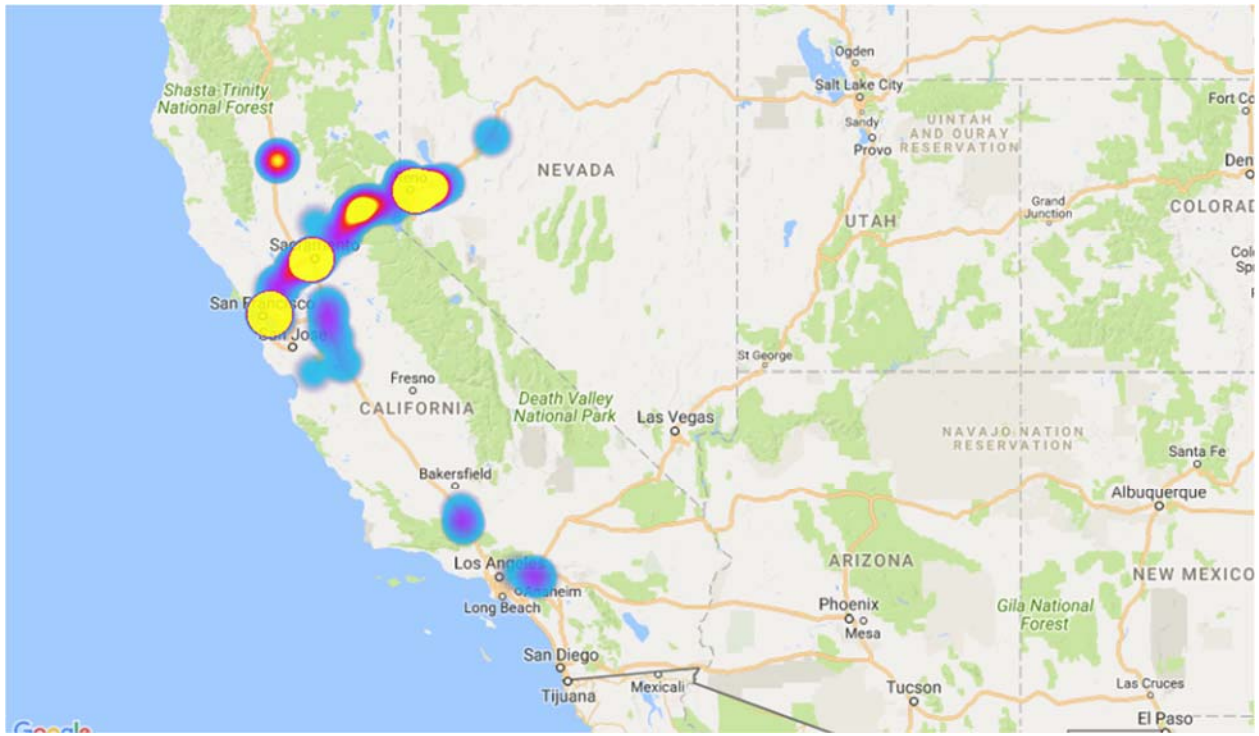 Ogden
Shasta-Trinity
National Forest
Salt Lake City
Fort Co
Sandy
UINTAH
AND OURAY
RESERVATION
Provo
NEVADA
Den
Grand
Junction
COLORAD
UTAH
Sacramento
Colo
Spr
San Francisco
San Jose
St George
Fresno
CALIFORNIA
Death Valley
National Park
Las Vegas
NAVAJO NATION
RESERVATION
Santa Fe
Bakersfield
Albuquerque
ARIZONA
Los Angeles
NEW MEXICO
Anaheim
Long Beach
Phoenix
Gila National
Forest
Mesa
San Diego
Tijuana
Mexicali
Tucson
Las Cruces
El Paso
Google